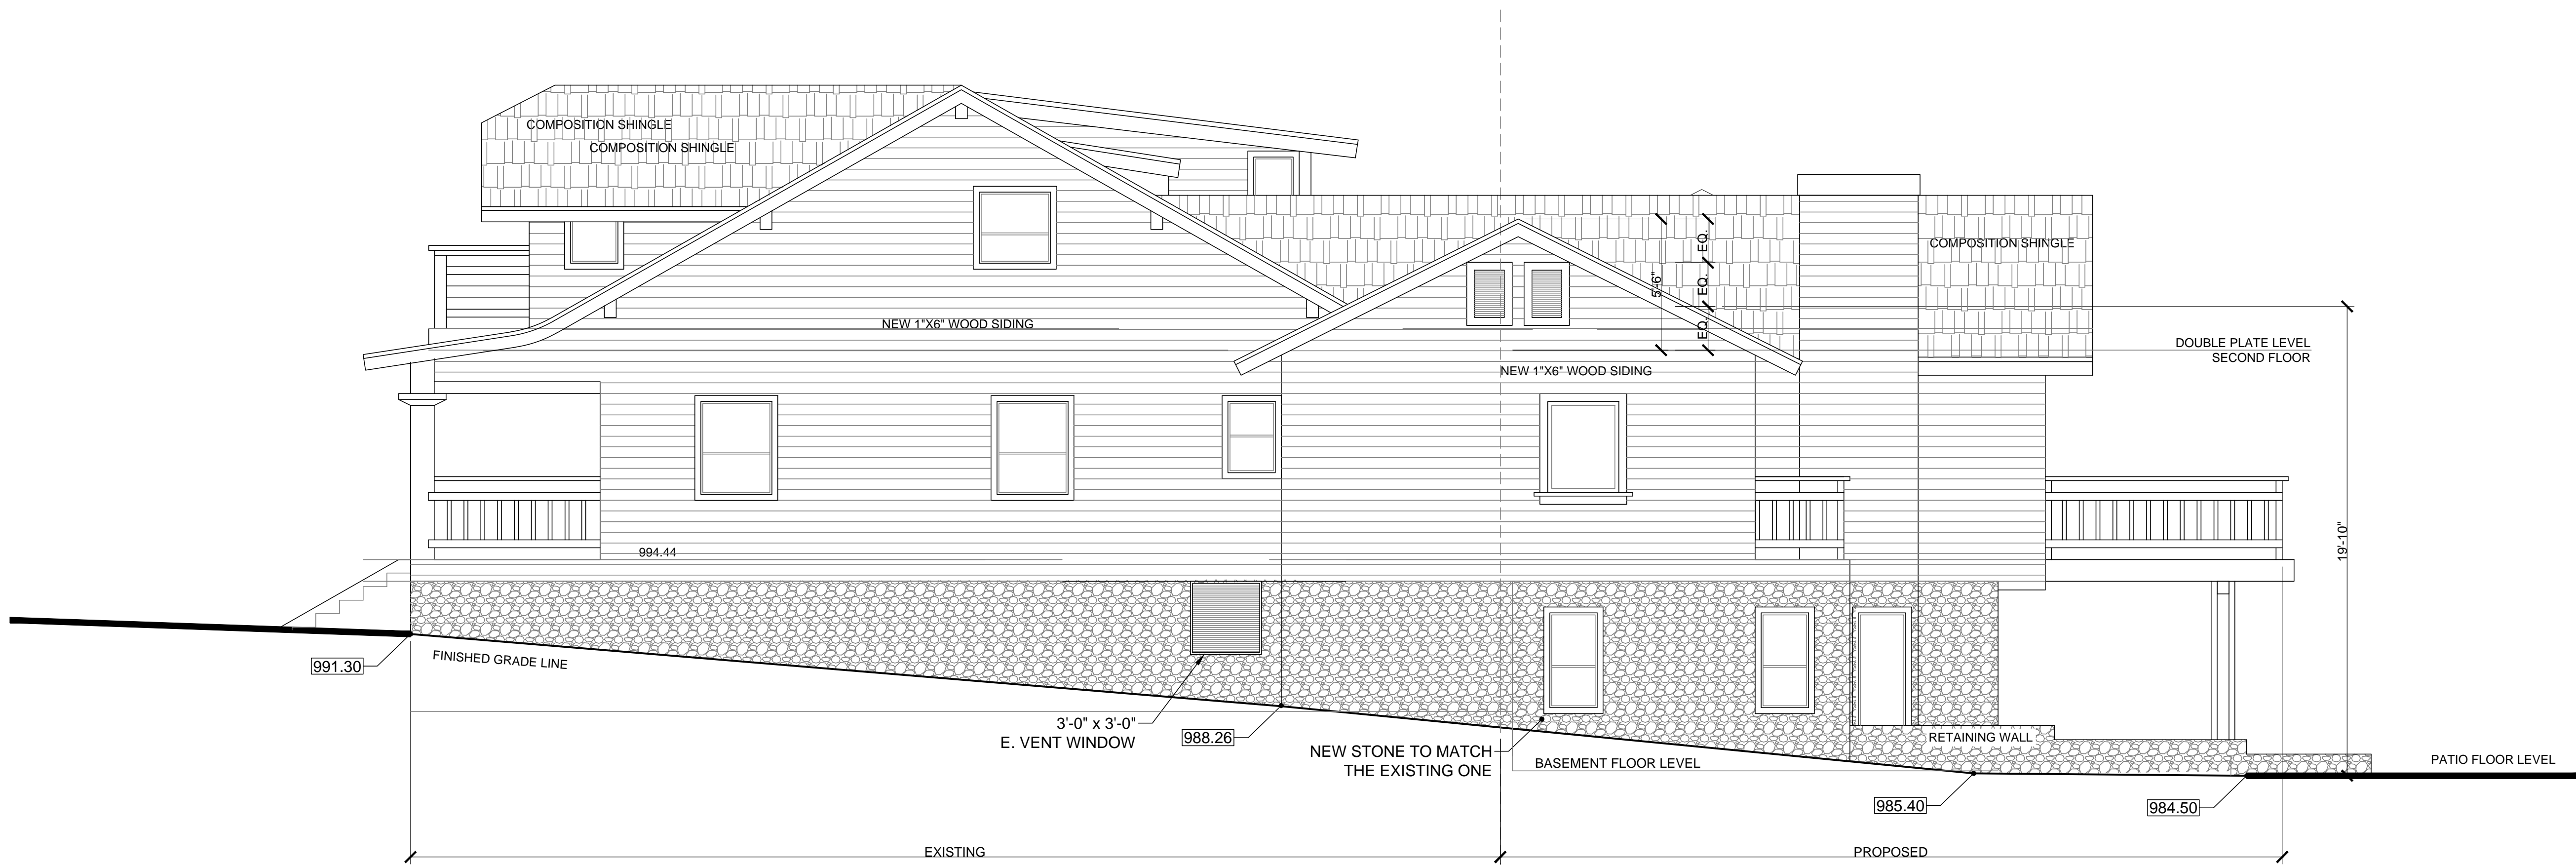 COMPOSITION SHINGLE
COMPOSITION SHINGLE
COMPOSITION SHINGLE
5'-6"
EQ.
EQ.
EQ.
NEW 1"X6" WOOD SIDING
NEW 1"X6" WOOD SIDING
DOUBLE PLATE LEVEL
SECOND FLOOR
19'-10"
994.44
991.30
FINISHED GRADE LINE
3'-0" x 3'-0"
E. VENT WINDOW
988.26
NEW STONE TO MATCH
THE EXISTING ONE
BASEMENT FLOOR LEVEL
RETAINING WALL
PATIO FLOOR LEVEL
985.40
984.50
EXISTING
PROPOSED